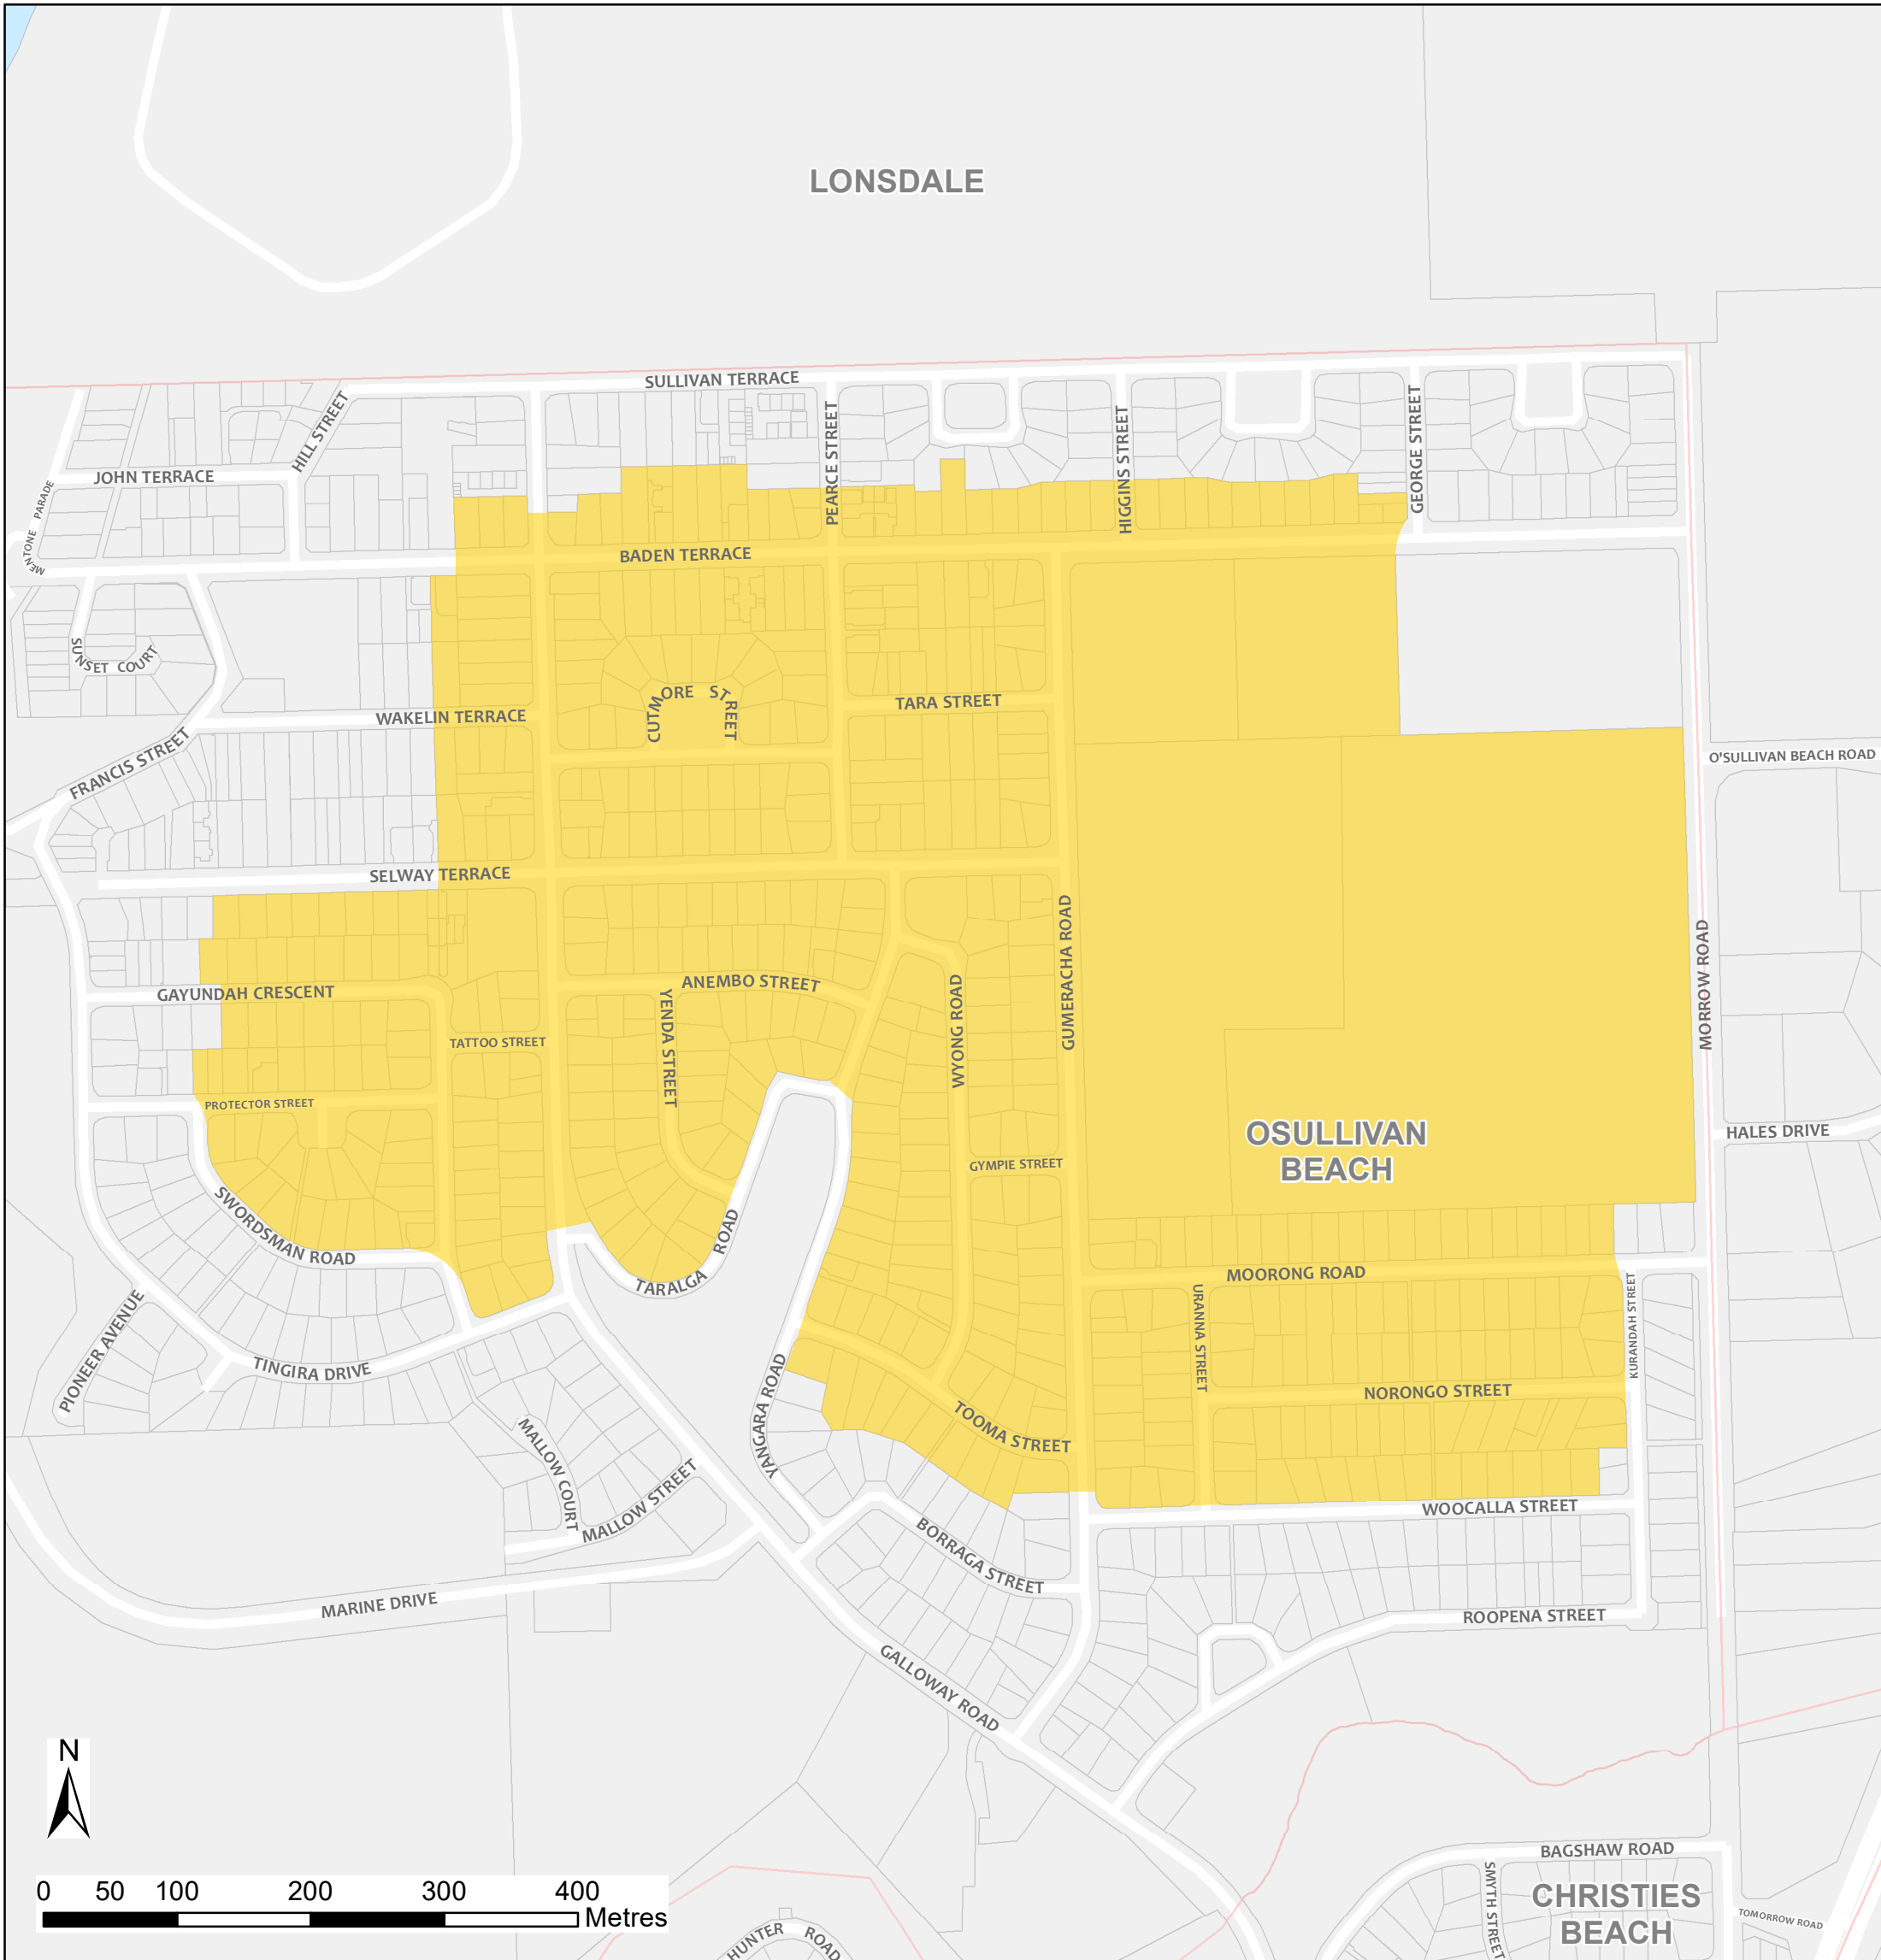 LONSDALE
SULLIVAN TERRACE
HILL STREET
PEARCE STREET
HIGGINS STREET
GEORGE STREET
JOHN TERRACE
MENTONE PARADE
BADEN TERRACE
SUNSET COURT
CUTMORE STREET
TARA STREET
WAKELIN TERRACE
FRANCIS STREET
O'SULLIVAN BEACH ROAD
SELWAY TERRACE
GUMERACHA ROAD
MORROW ROAD
GAYUNDAH CRESCENT
ANEMBO STREET
YENDA STREET
WYONG ROAD
TATTOO STREET
PROTECTOR STREET
OSULLIVAN
BEACH
HALES DRIVE
GYMPIE STREET
SWORDSMAN ROAD
TARALGA ROAD
MOORONG ROAD
URANNA STREET
KURANDAH STREET
PIONEER AVENUE
TINGIRA DRIVE
YANGARA ROAD
NORONGO STREET
TOOMA STREET
MALLOW COURT
MALLOW STREET
WOOCALLA STREET
BORRAGA STREET
MARINE DRIVE
ROOPENA STREET
GALLOWAY ROAD
N
BAGSHAW ROAD
SMYTH STREET
CHRISTIES
BEACH
TOMORROW ROAD
HUNTER ROAD
0 50 100 200 300 400
Metres